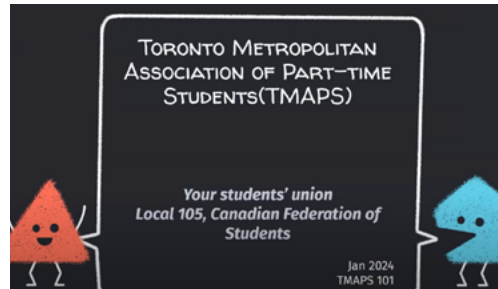 Toronto Metropolitan
Association of Part-time
Students(TMAPS)
Your students' union
Local 105, Canadian Federation of
Students
Jan 2024
TMAPS 101